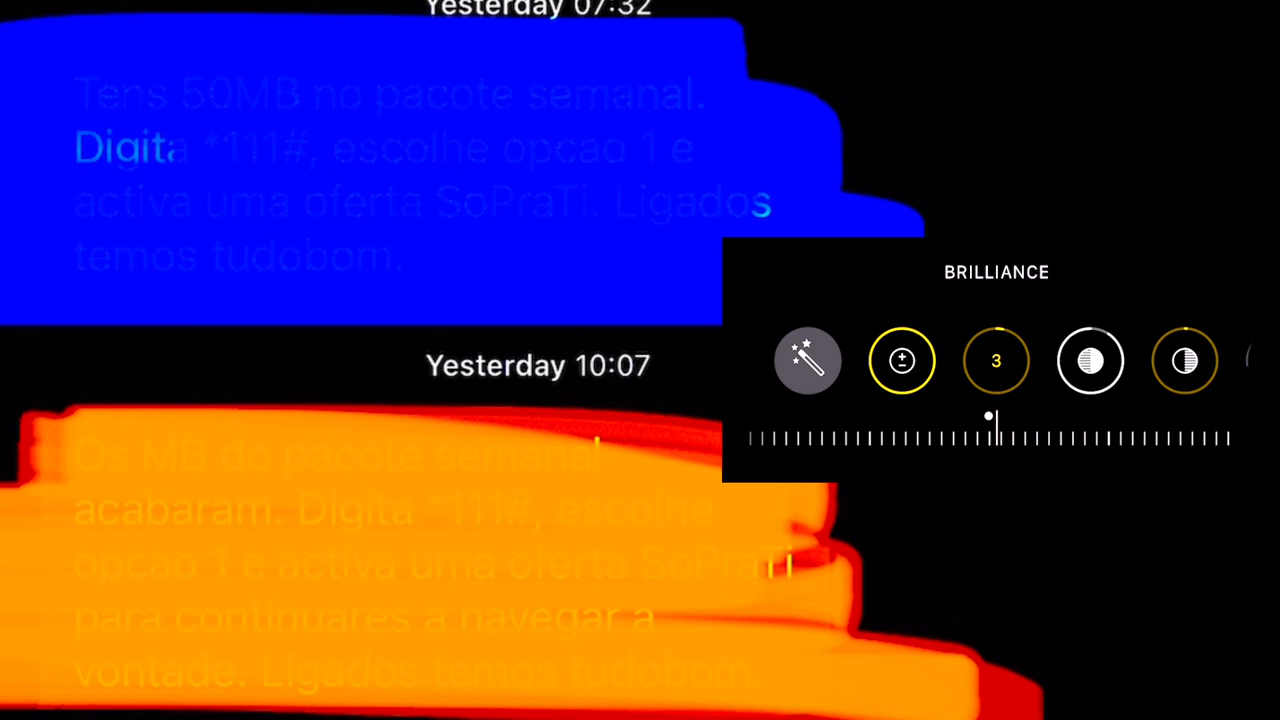 Yesterday 07:32
Tens 50MB no pacote semanal.
Digita *111#, escolhe opcao 1 e
activa uma oferta SoPraTi. Ligados
temos tudobom.
BRILLIANCE
3
Yesterday 10:07
Os MB do pacote semanal
acabaram. Digita *111#, escolhe
opcao 1 e activa uma oferta SoPraTi
para continuares a navegar a
vontade. Ligados temos tudobom.